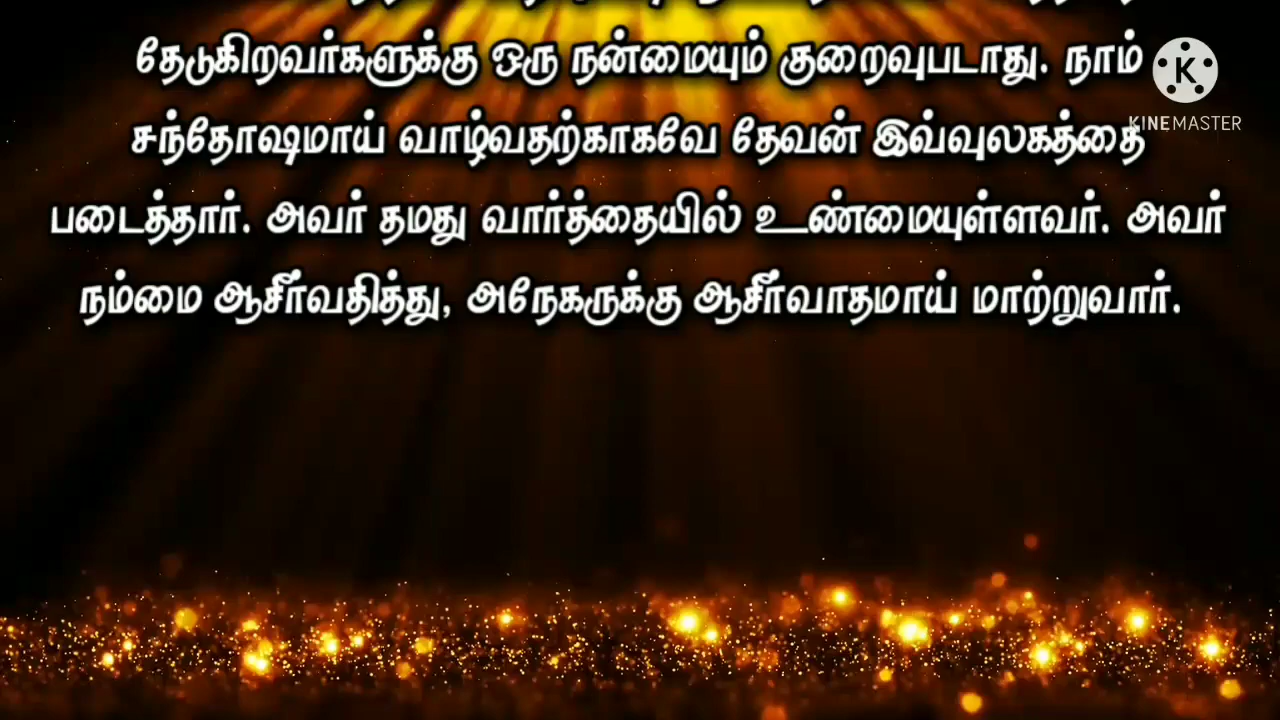 தேடுகிறவர்களுக்கு ஒரு நன்மையும் குறைவுபடாது. நாம்
சந்தோஷமாய் வாழ்வதற்காகவே தேவன் இவ்வுலகத்தை
படைத்தார். அவர் தமது வார்த்தையில் உண்மையுள்ளவர். அவர்
நம்மை ஆசீர்வதித்து, அநேகருக்கு ஆசீர்வாதமாய் மாற்றுவார்.
K
KINEMASTER